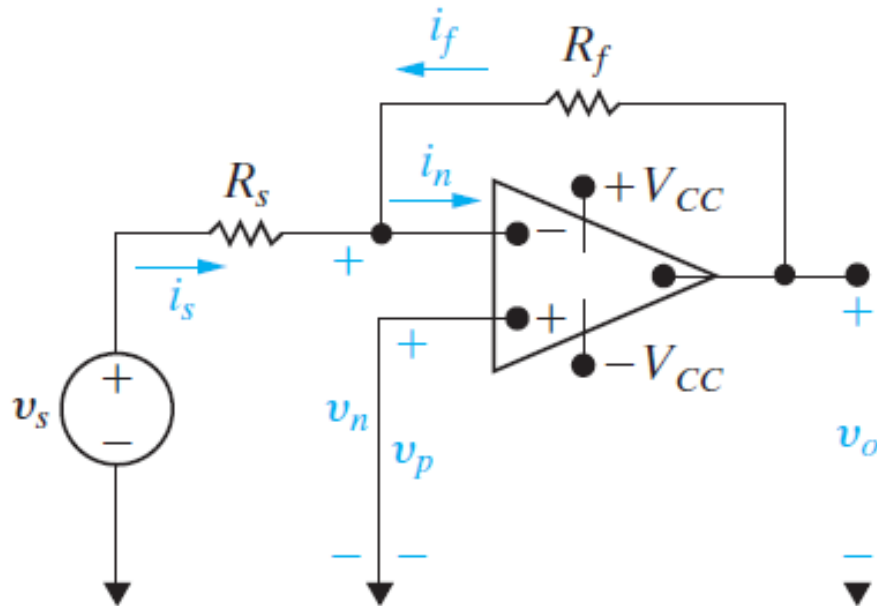 i_f
R_f
R_s
i_n
+V_CC
−
+
i_s
+
+
+
+
−V_CC
v_s
−
v_n
v_p
v_o
−
−
−